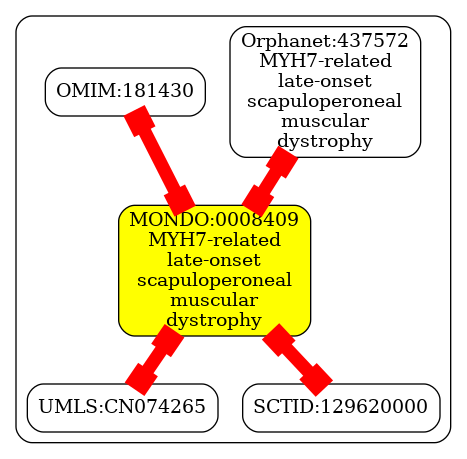 Orphanet:437572
MYH7-related
late-onset
scapuloperoneal
muscular
dystrophy
OMIM:181430
MONDO:0008409
MYH7-related
late-onset
scapuloperoneal
muscular
dystrophy
UMLS:CN074265
SCTID:129620000